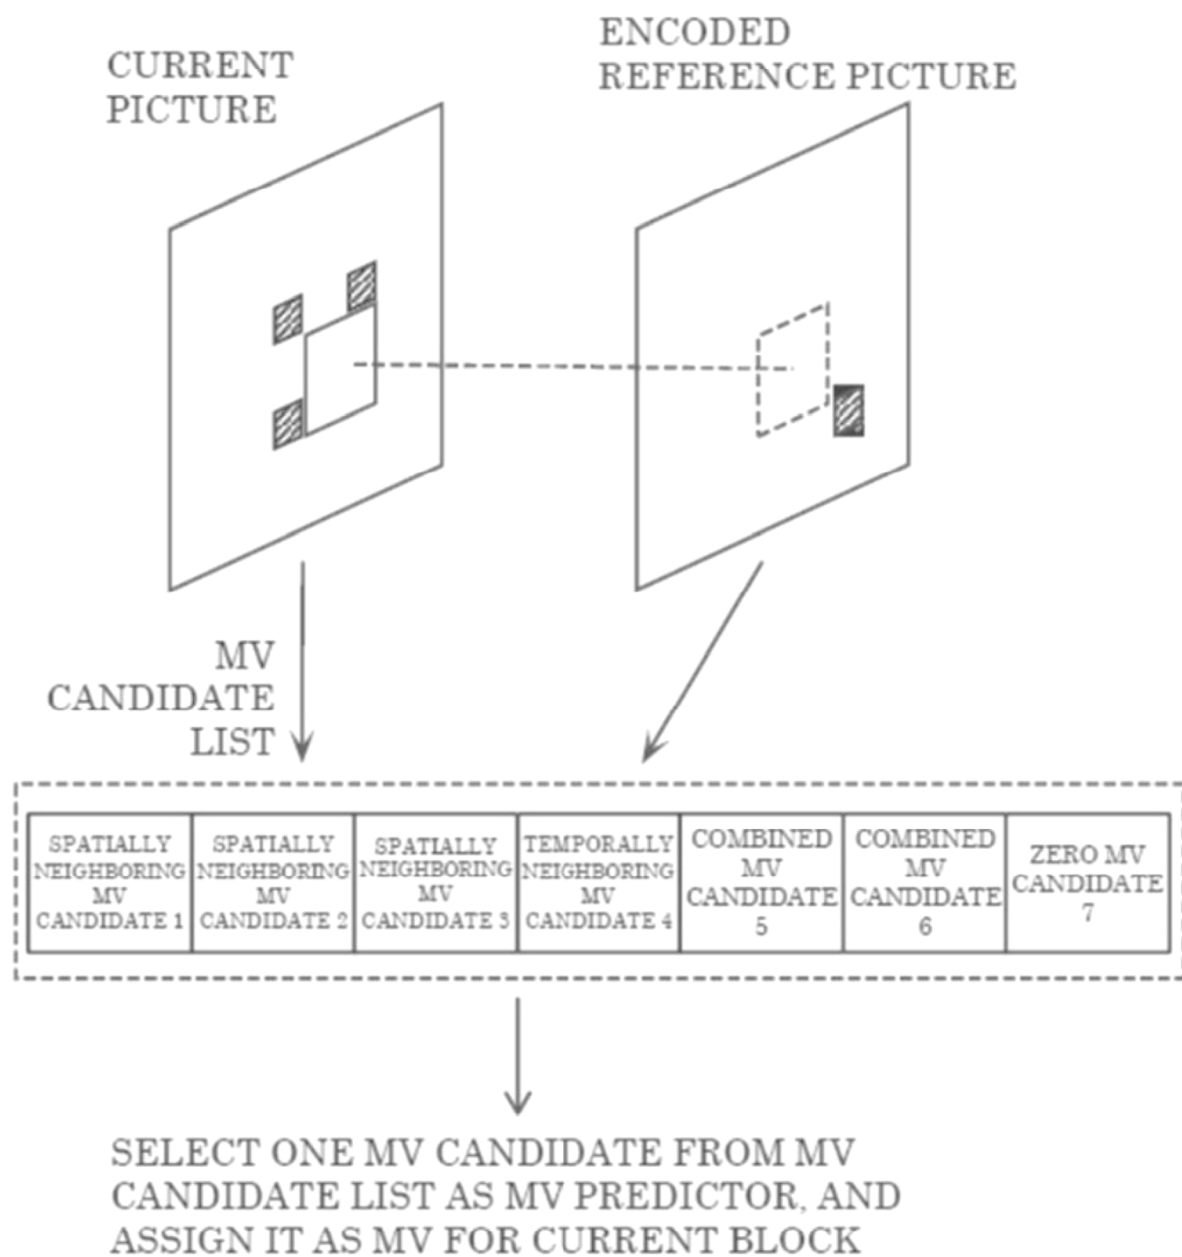 CURRENT
PICTURE
ENCODED
REFERENCE PICTURE
MV
CANDIDATE
LIST
SPATIALLY
NEIGHBORING
MV
CANDIDATE 1
SPATIALLY
NEIGHBORING
MV
CANDIDATE 2
SPATIALLY
NEIGHBORING
MV
CANDIDATE 3
TEMPORALLY
NEIGHBORING
MV
CANDIDATE 4
COMBINED
MV
CANDIDATE
5
COMBINED
MV
CANDIDATE
6
ZERO MV
CANDIDATE
7
SELECT ONE MV CANDIDATE FROM MV
CANDIDATE LIST AS MV PREDICTOR, AND
ASSIGN IT AS MV FOR CURRENT BLOCK